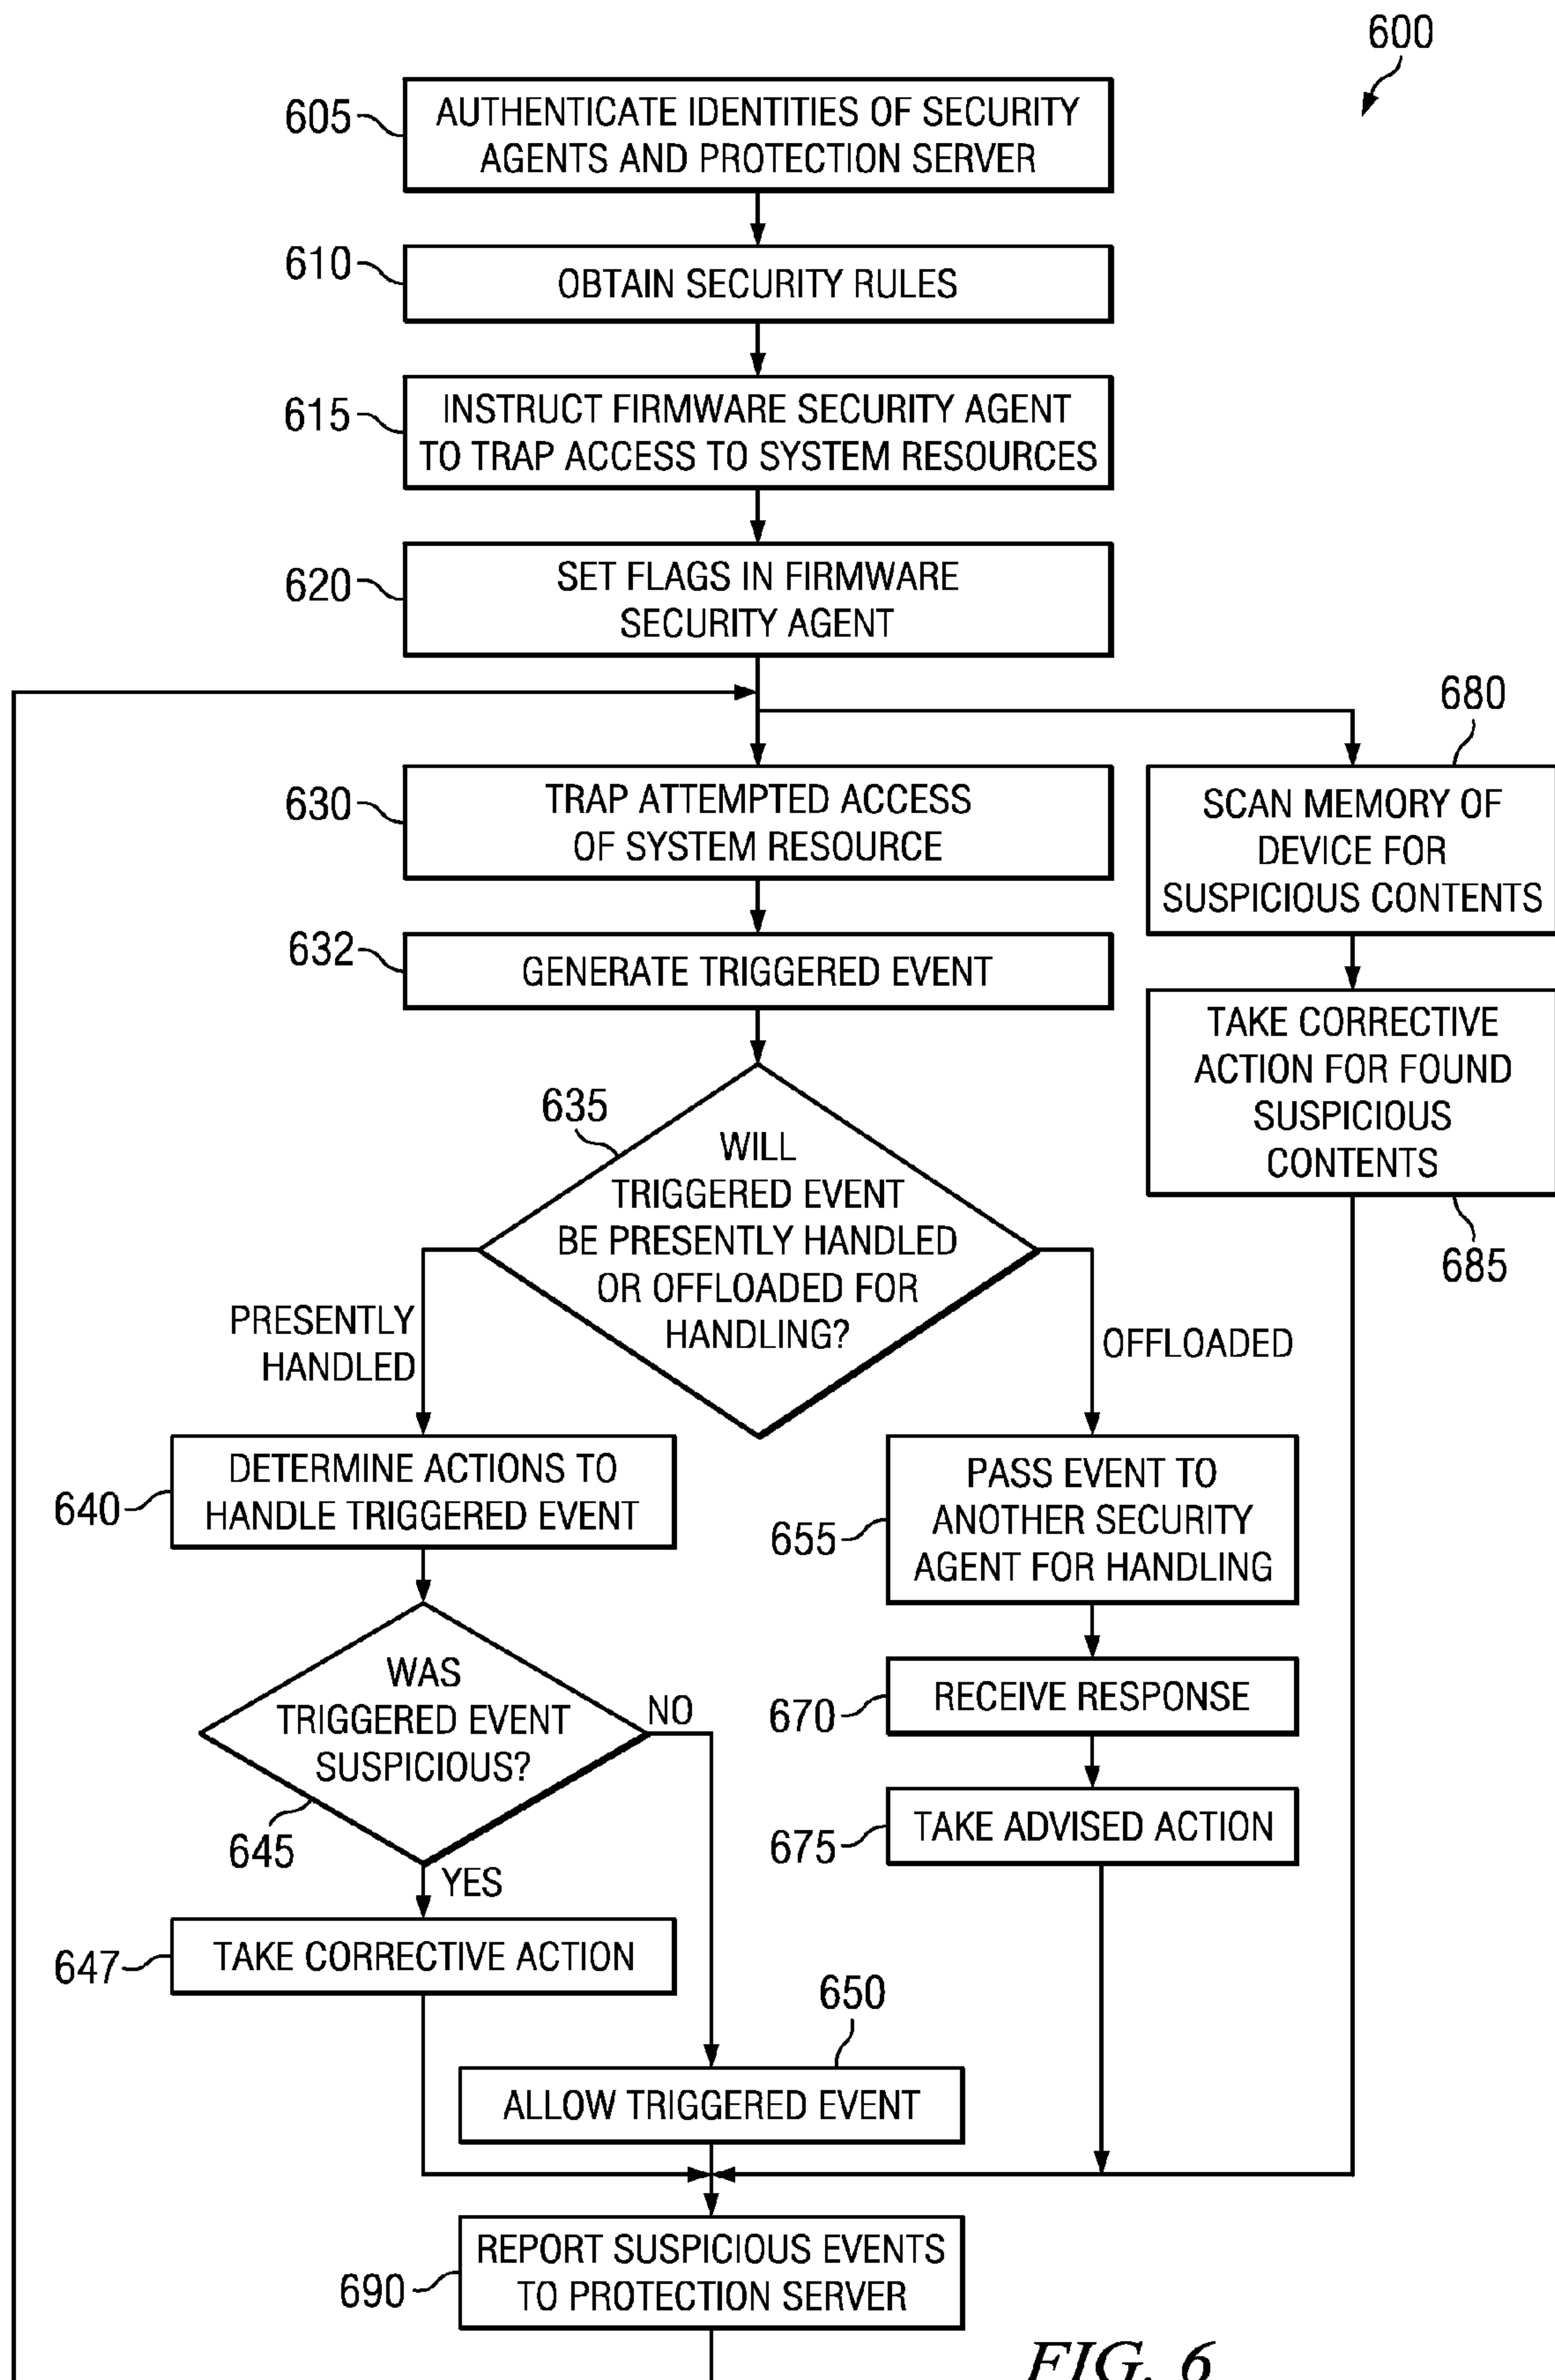 600
605
AUTHENTICATE IDENTITIES OF SECURITY
AGENTS AND PROTECTION SERVER
610
OBTAIN SECURITY RULES
615
INSTRUCT FIRMWARE SECURITY AGENT
TO TRAP ACCESS TO SYSTEM RESOURCES
620
SET FLAGS IN FIRMWARE
SECURITY AGENT
630
TRAP ATTEMPTED ACCESS
OF SYSTEM RESOURCE
680
SCAN MEMORY OF
DEVICE FOR
SUSPICIOUS CONTENTS
632
GENERATE TRIGGERED EVENT
TAKE CORRECTIVE
ACTION FOR FOUND
SUSPICIOUS
CONTENTS
685
635
WILL
TRIGGERED EVENT
BE PRESENTLY HANDLED
OR OFFLOADED FOR
HANDLING?
PRESENTLY
HANDLED
OFFLOADED
640
DETERMINE ACTIONS TO
HANDLE TRIGGERED EVENT
655
PASS EVENT TO
ANOTHER SECURITY
AGENT FOR HANDLING
WAS
TRIGGERED EVENT
SUSPICIOUS?
645
NO
YES
670
RECEIVE RESPONSE
675
TAKE ADVISED ACTION
647
TAKE CORRECTIVE ACTION
650
ALLOW TRIGGERED EVENT
690
REPORT SUSPICIOUS EVENTS
TO PROTECTION SERVER
FIG. 6